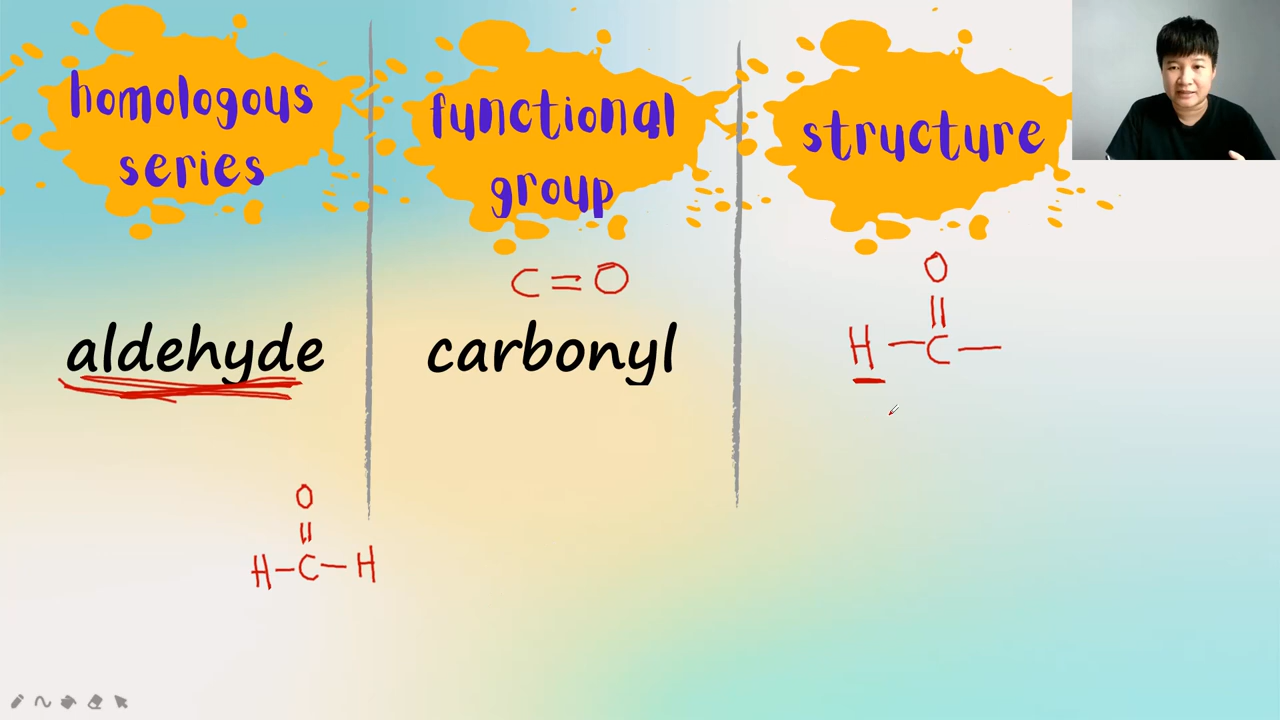 homologous
series
functional
group
structure
C=O
O
||
H-C-
aldehyde
carbonyl
O
||
H-C-H